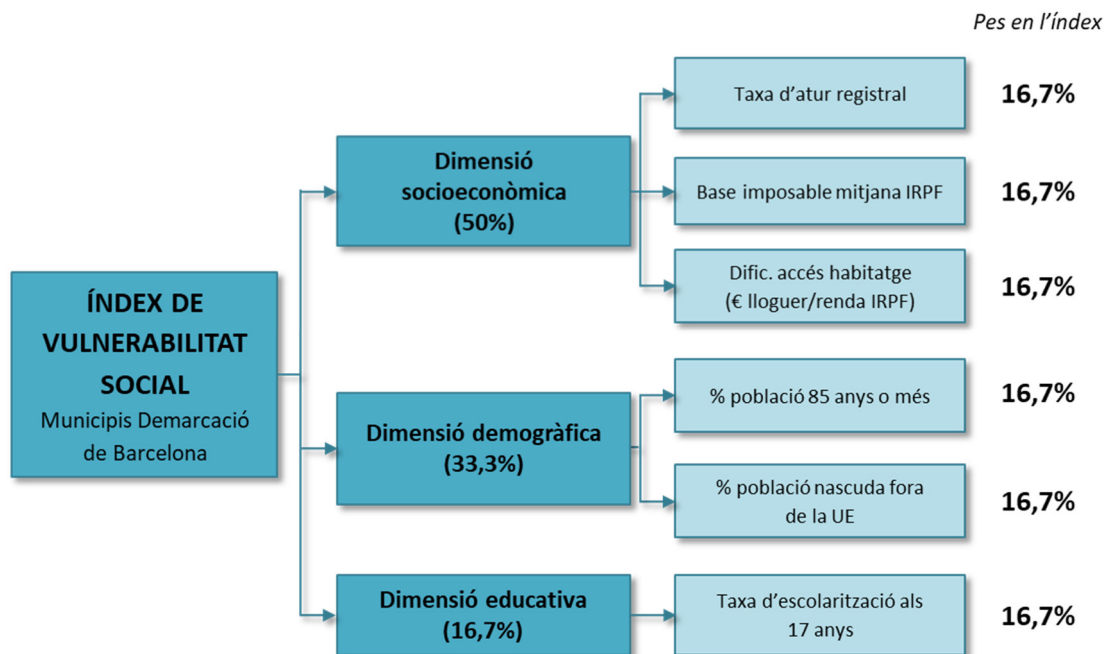 Pes en l’índex
ÍNDEX DE
VULNERABILITAT
SOCIAL
Municipis Demarcació
de Barcelona
Dimensió
socioeconòmica
(50%)
Taxa d’atur registral
16,7%
Base imposable mitjana IRPF
16,7%
Dific. accés habitatge
(€ lloguer/renda IRPF)
16,7%
Dimensió demogràfica
(33,3%)
% població 85 anys o més
16,7%
% població nascuda fora
de la UE
16,7%
Dimensió educativa
(16,7%)
Taxa d’escolarització als
17 anys
16,7%